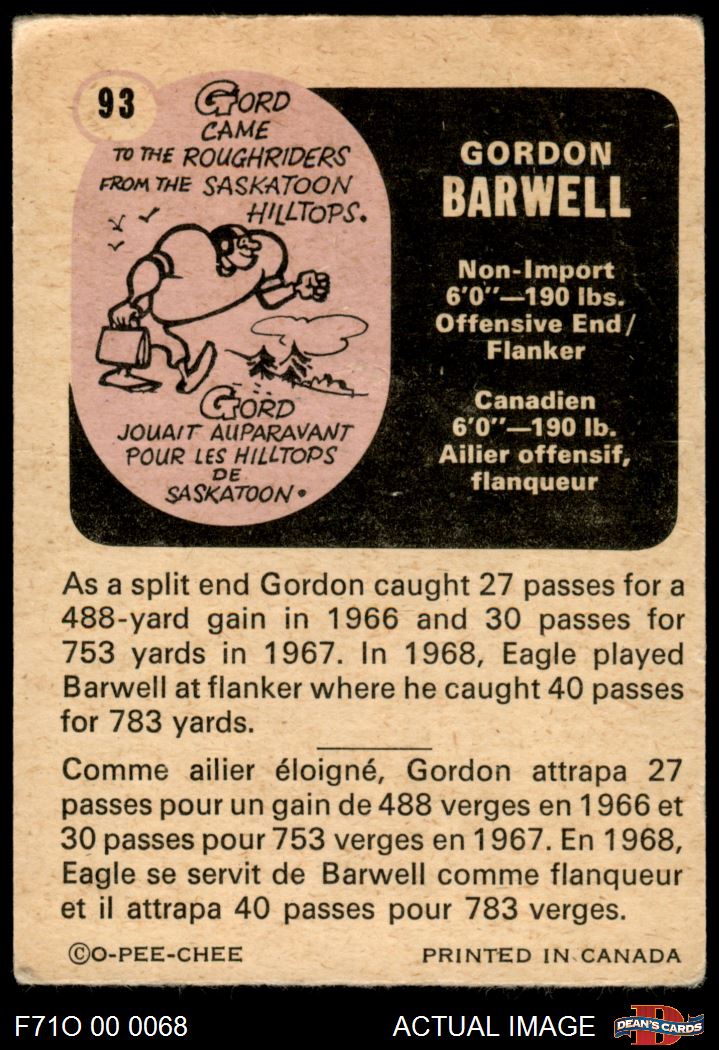 93
GORD
CAME
TO THE ROUGHRIDERS
FROM THE SASKATOON
HILLTOPS.
GORD
JOUAIT AUPARAVANT
POUR LES HILLTOPS
DE
SASKATOON.
GORDON
BARWELL
Non-Import
6'0"—190 lbs.
Offensive End/
Flanker
Canadien
6'0"—190 lb.
Ailier offensif,
flanqueur
As a split end Gordon caught 27 passes for a
488-yard gain in 1966 and 30 passes for
753 yards in 1967. In 1968, Eagle played
Barwell at flanker where he caught 40 passes
for 783 yards.
Comme ailier éloigné, Gordon attrapa 27
passes pour un gain de 488 verges en 1966 et
30 passes pour 753 verges en 1967. En 1968,
Eagle se servit de Barwell comme flanqueur
et il attrapa 40 passes pour 783 verges.
©O-PEE-CHEE PRINTED IN CANADA
F71O 00 0068 ACTUAL IMAGE D DEAN'S CARDS